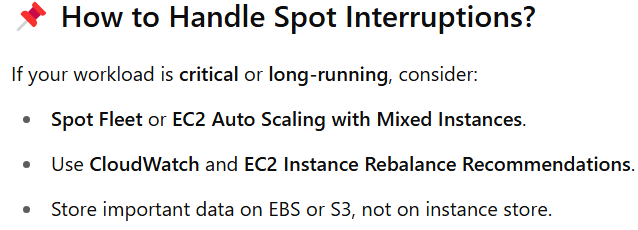 How to Handle Spot Interruptions?
If your workload is critical or long-running, consider:
Spot Fleet or EC2 Auto Scaling with Mixed Instances.
Use CloudWatch and EC2 Instance Rebalance Recommendations.
Store important data on EBS or S3, not on instance store.